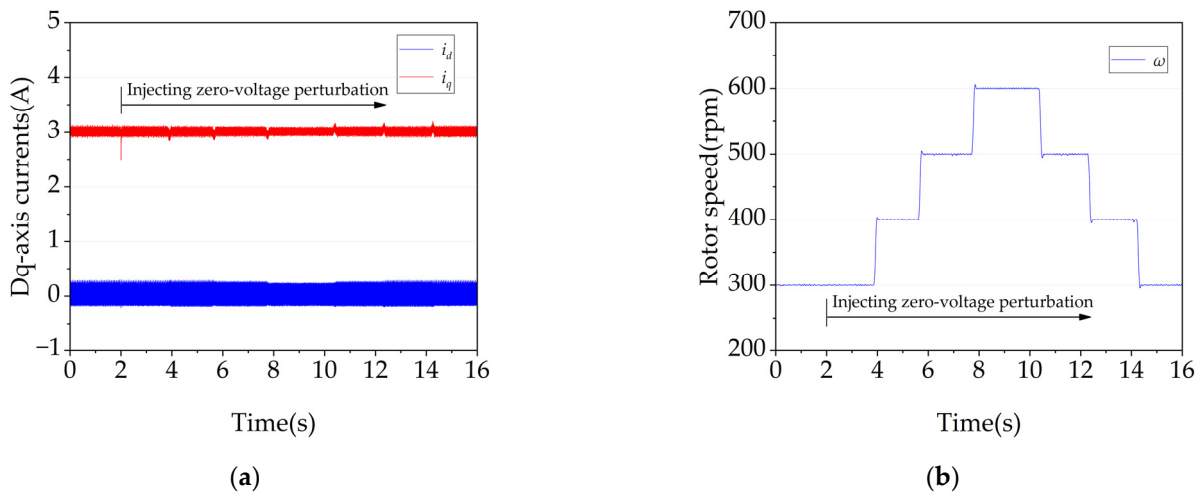 5
4
3
2
1
0
−1
Dq-axis currents(A)
i_d
i_q
Injecting zero-voltage perturbation
0 2 4 6 8 10 12 14 16
Time(s)
(a)
700
600
500
400
300
200
Rotor speed(rpm)
ω
Injecting zero-voltage perturbation
0 2 4 6 8 10 12 14 16
Time(s)
(b)